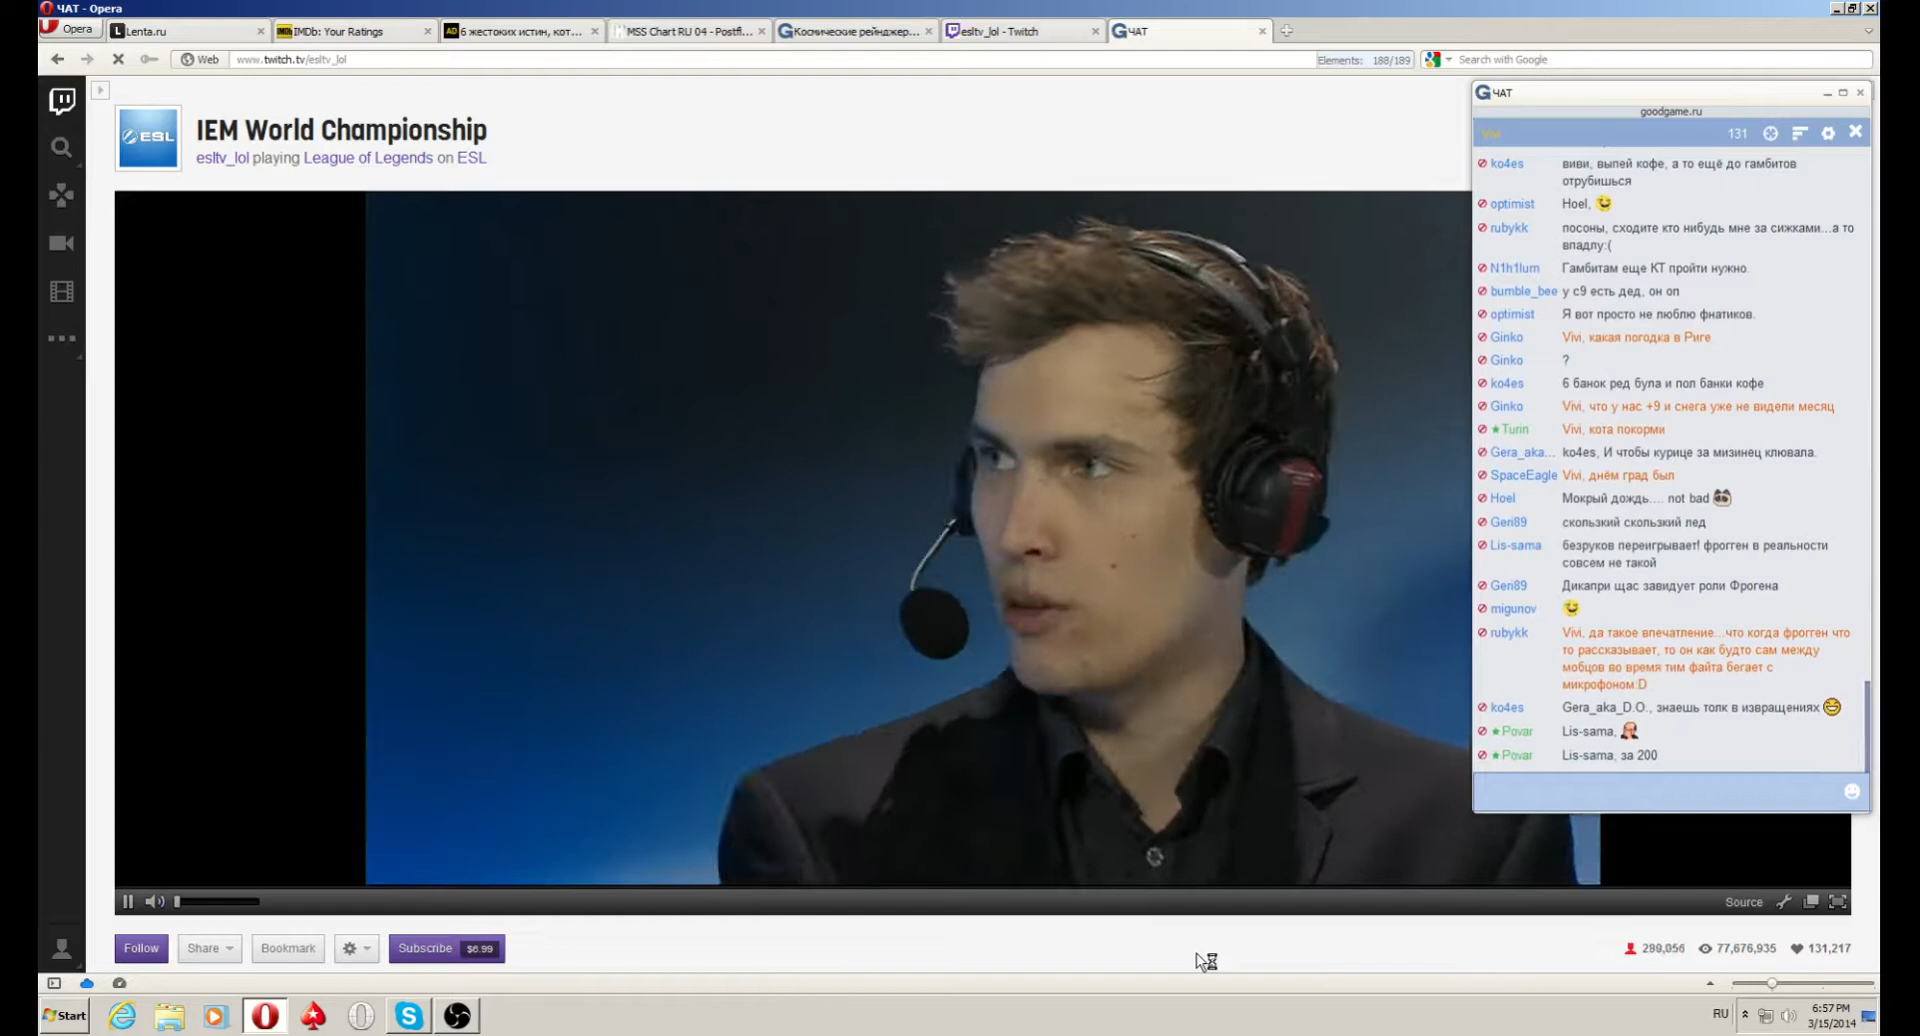 ЧАТ - Opera
Opera
Lenta.ru
IMDb: Your Ratings
6 жестоких истин, кот...
MSS Chart RU 04 - Postfl...
Космические рейнджер...
esltv_lol - Twitch
ЧАТ
Web
www.twitch.tv/esltv_lol
Elements: 188/189
Search with Google
ESL
IEM World Championship
esltv_lol playing League of Legends on ESL
ЧАТ
goodgame.ru
Vivi
131
ko4es виви, выпей кофе, а то ещё до гамбитов
отрубишься
optimist Hoel,
rubykk посоны, сходите кто нибудь мне за сижками...а то
впадлу:(
N1h1lum Гамбитам еще КТ пройти нужно.
bumble_bee у с9 есть дед, он оп
optimist Я вот просто не люблю фнатиков.
Ginko Vivi, какая погодка в Риге
Ginko ?
ko4es 6 банок ред була и пол банки кофе
Ginko Vivi, что у нас +9 и снега уже не видели месяц
Turin Vivi, кота покорми
Gera_aka... ko4es, И чтобы курице за мизинец клювала.
SpaceEagle Vivi, днём град был
Hoel Мокрый дождь.... not bad
Geri89 скользкий скользкий лед
Lis-sama безруков переигрывает! фрогген в реальности
совсем не такой
Geri89 Дикапри щас завидует роли Фрогена
migunov
rubykk Vivi, да такое впечатление...что когда фрогген что
то рассказывает, то он как будто сам между
мобцов во время тим файта бегает с
микрофоном:D
ko4es Gera_aka_D.O., знаешь толк в извращениях
Povar Lis-sama,
Povar Lis-sama, за 200
Source
Follow
Share
Bookmark
Subscribe $6.99
77,676,935
131,217
Start
RU
6:57 PM
3/15/2014